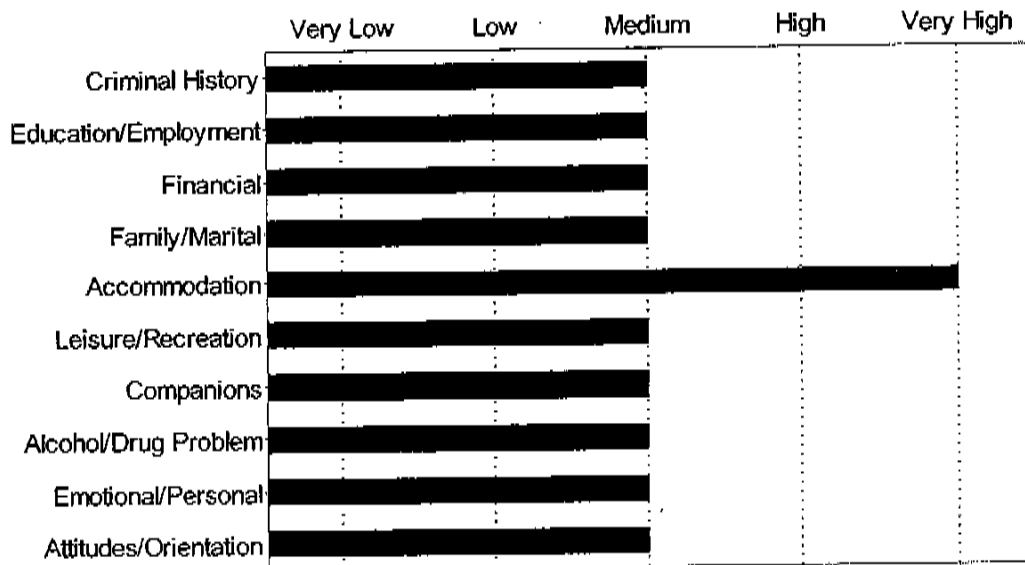 Very Low Low Medium High Very High
Criminal History
Education/Employment
Financial
Family/Marital
Accommodation
Leisure/Recreation
Companions
Alcohol/Drug Problem
Emotional/Personal
Attitudes/Orientation